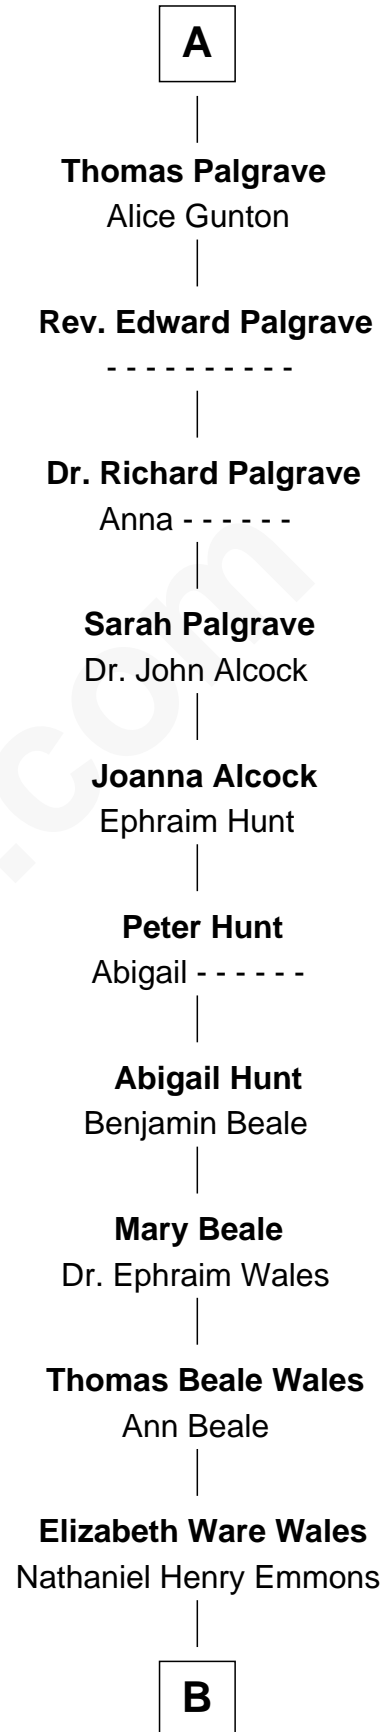 A
Thomas Palgrave
Alice Gunton
Rev. Edward Palgrave
- - - - - - - - - -
Dr. Richard Palgrave
Anna - - - - - -
Sarah Palgrave
Dr. John Alcock
Joanna Alcock
Ephraim Hunt
Peter Hunt
Abigail - - - - - -
Abigail Hunt
Benjamin Beale
Mary Beale
Dr. Ephraim Wales
Thomas Beale Wales
Ann Beale
Elizabeth Ware Wales
Nathaniel Henry Emmons
B
.com